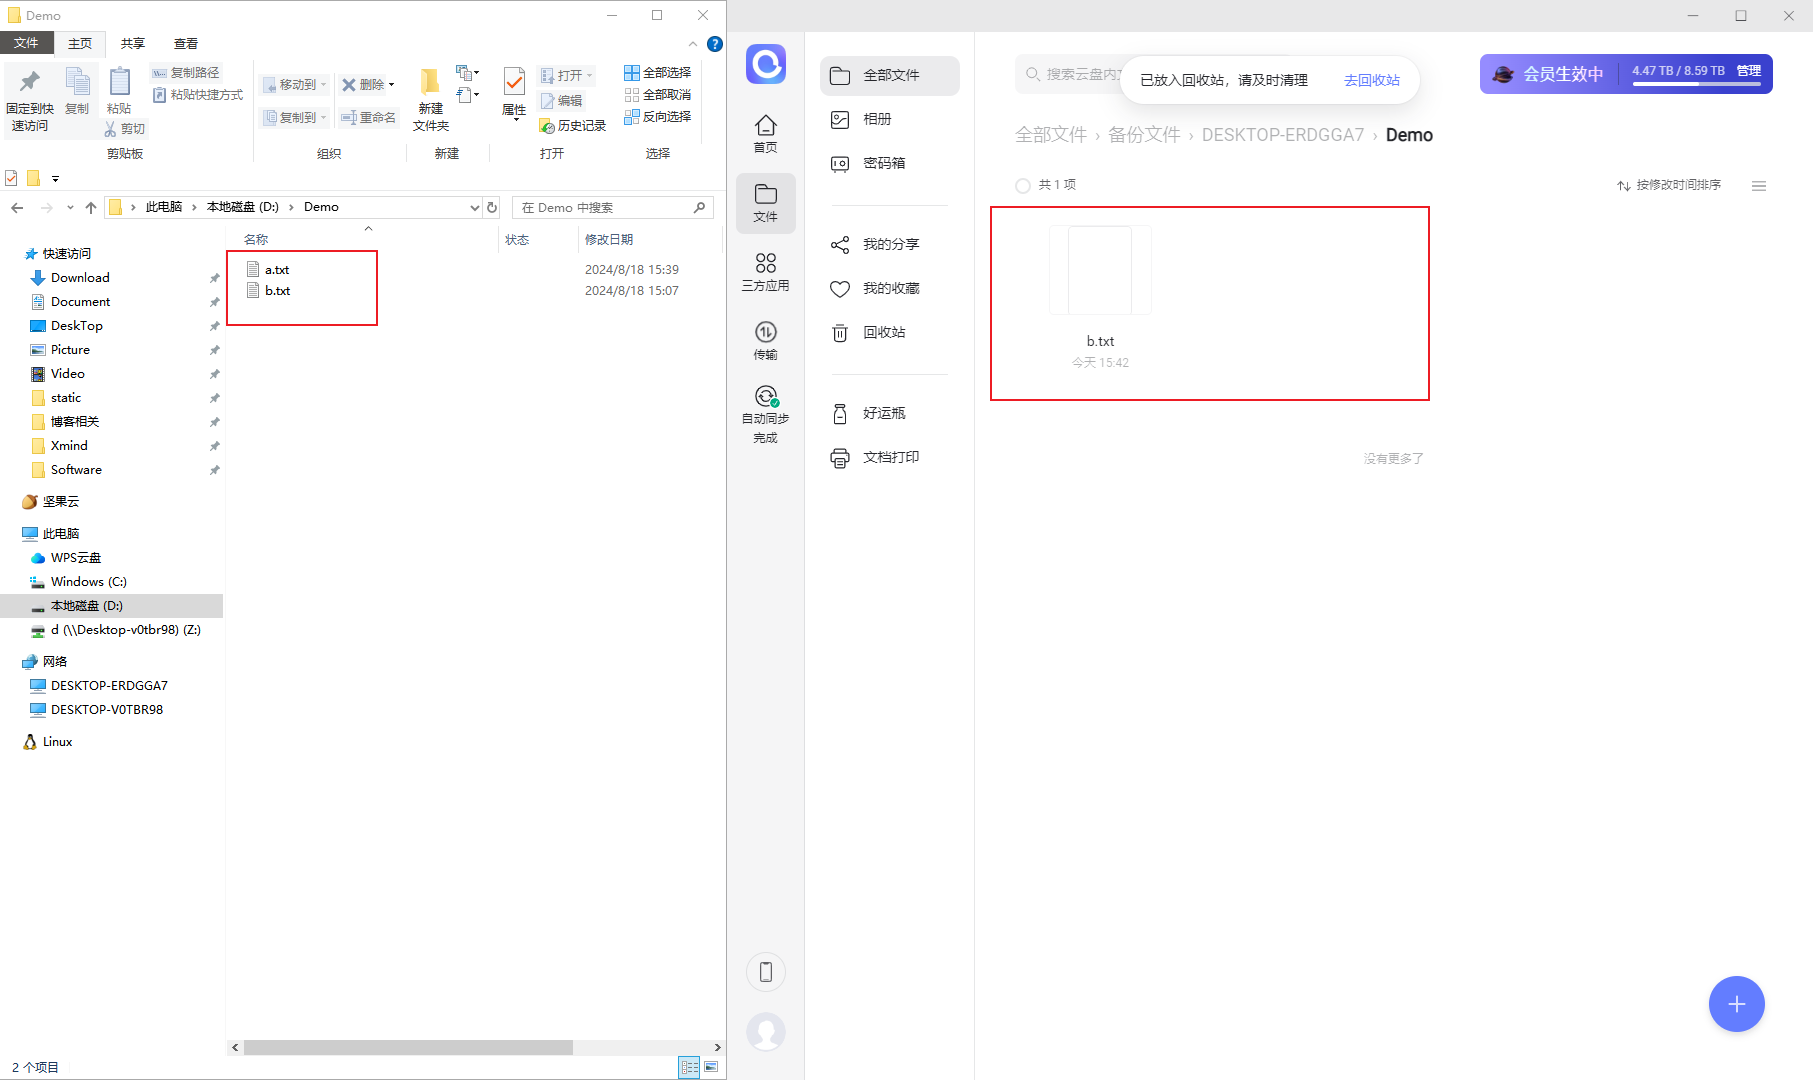 Demo
文件
主页
共享
查看
固定到快
速访问
复制
粘贴
复制路径
粘贴快捷方式
剪切
剪贴板
移动到
复制到
删除
重命名
组织
新建
文件夹
新建
属性
打开
编辑
历史记录
打开
全部选择
全部取消
反向选择
选择
此电脑 › 本地磁盘 (D:) › Demo
在 Demo 中搜索
快速访问
Download
Document
DeskTop
Picture
Video
static
博客相关
Xmind
Software
坚果云
此电脑
WPS云盘
Windows (C:)
本地磁盘 (D:)
d (\\Desktop-v0tbr98) (Z:)
网络
DESKTOP-ERDGGA7
DESKTOP-V0TBR98
Linux
名称 状态 修改日期
a.txt 2024/8/18 15:39
b.txt 2024/8/18 15:07
2 个项目
首页
文件
三方应用
传输
自动同步
完成
全部文件
相册
密码箱
我的分享
我的收藏
回收站
好运瓶
文档打印
搜索云盘内
已放入回收站，请及时清理 去回收站
会员生效中 4.47 TB / 8.59 TB 管理
全部文件 › 备份文件 › DESKTOP-ERDGGA7 › Demo
共 1 项
按修改时间排序
b.txt
今天 15:42
没有更多了